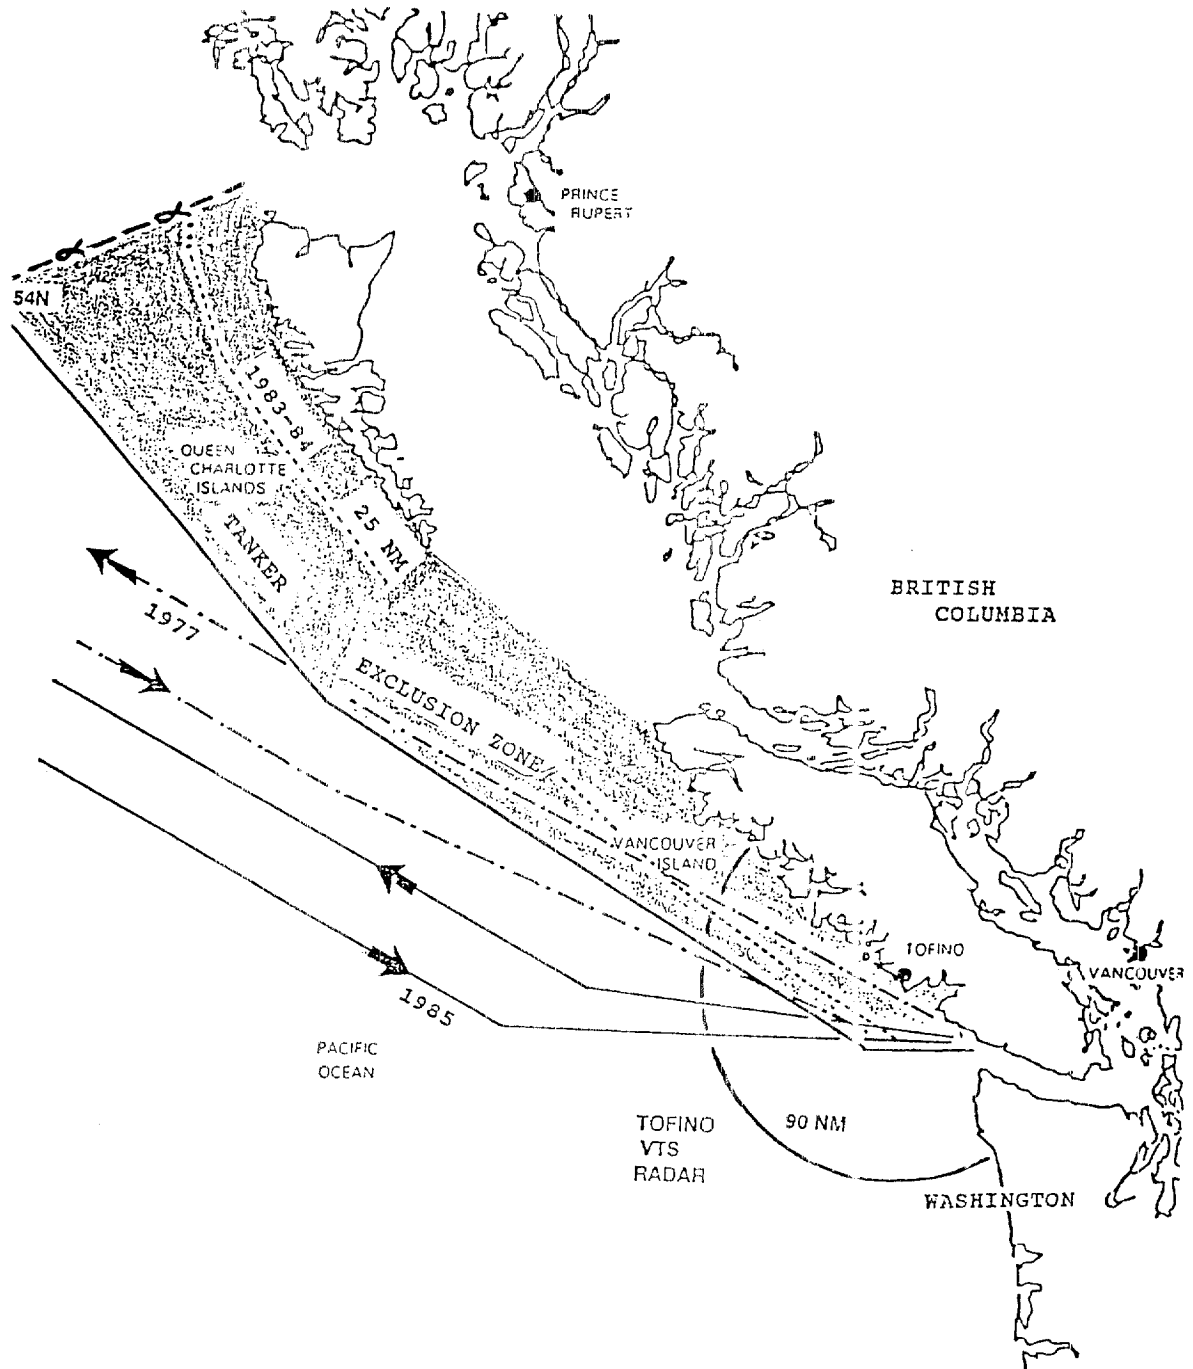 PRINCE
RUPERT
54N
1983-84
QUEEN
CHARLOTTE
ISLANDS
25 NM
TANKER
1977
BRITISH
COLUMBIA
EXCLUSION ZONE
VANCOUVER
ISLAND
TOFINO
VANCOUVER
1985
PACIFIC
OCEAN
TOFINO
VTS
RADAR
90 NM
WASHINGTON